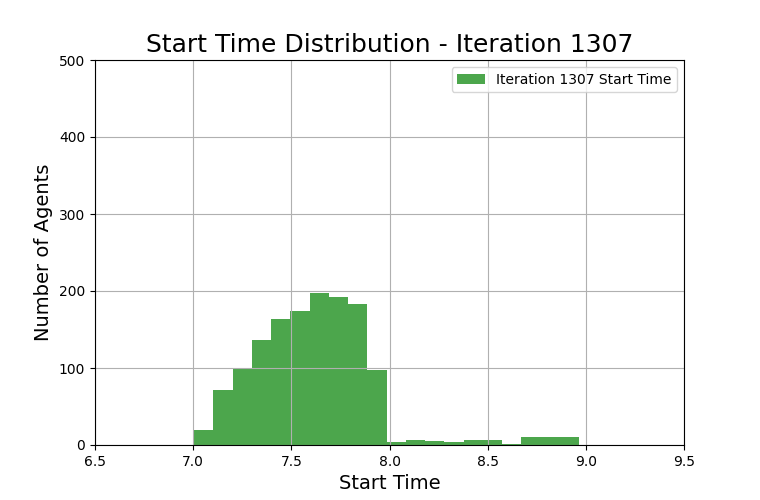 Start Time Distribution - Iteration 1307
Iteration 1307 Start Time
500
400
300
200
100
0
Number of Agents
6.5 7.0 7.5 8.0 8.5 9.0 9.5
Start Time